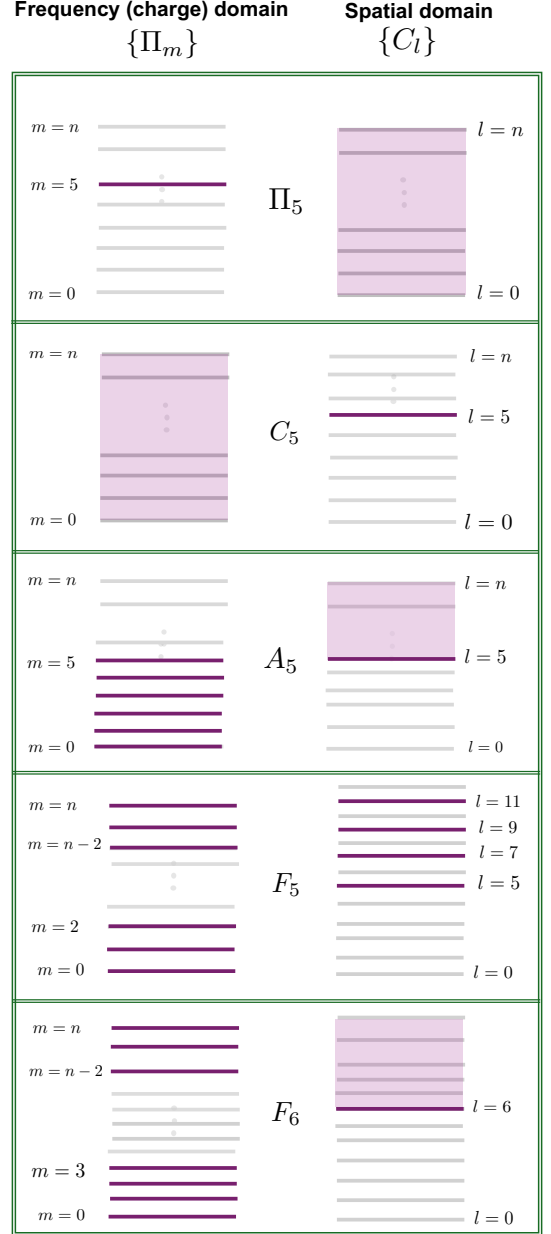 Frequency (charge) domain Spatial domain
{Π_m} {C_l}
m = n l = n
m = 5
Π_5
m = 0 l = 0
m = n l = n
C_5 l = 5
m = 0 l = 0
m = n l = n
m = 5 A_5 l = 5
m = 0 l = 0
m = n l = 11
m = n − 2 l = 9
l = 7
F_5 l = 5
m = 2
m = 0 l = 0
m = n
m = n − 2
F_6 l = 6
m = 3
m = 0 l = 0